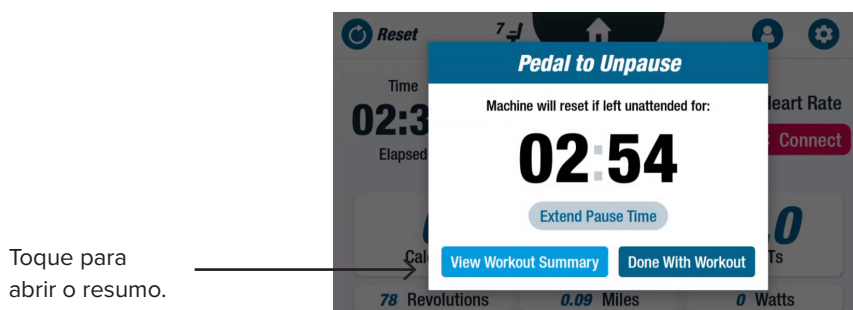 Reset
7
Pedal to Unpause
Time
Machine will reset if left unattended for:
Heart Rate
02:3
02:54
Connect
Elapsed
Extend Pause Time
.0
Toque para
abrir o resumo.
Cal
View Workout Summary
Done With Workout
Ts
78 Revolutions
0.09 Miles
0 Watts